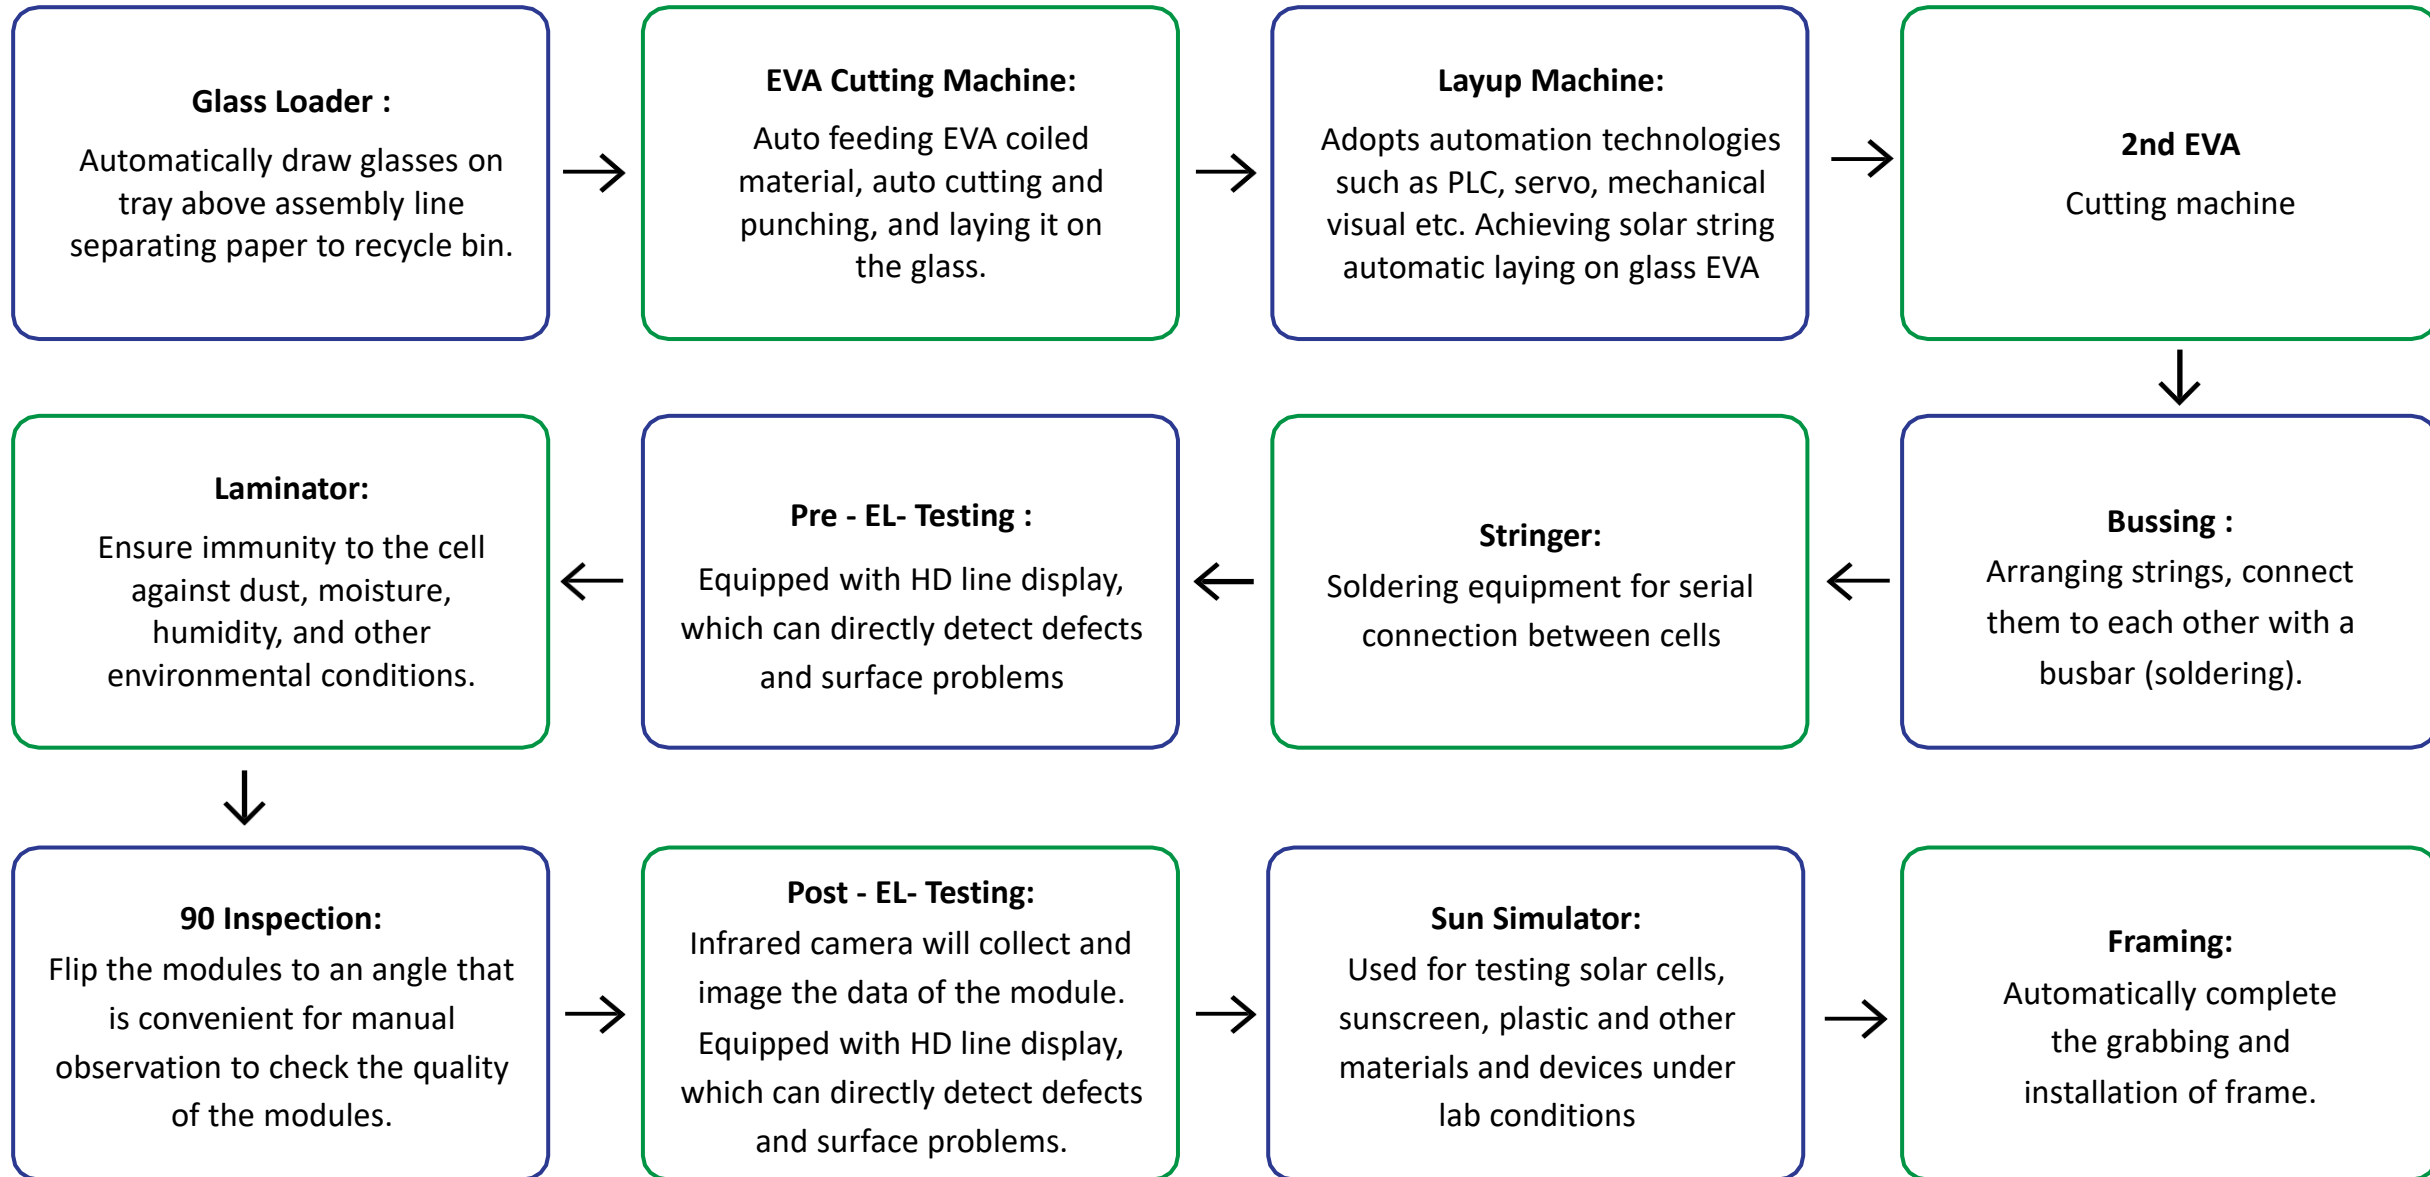 Glass Loader :
Automatically draw glasses on
tray above assembly line
separating paper to recycle bin.
EVA Cutting Machine:
Auto feeding EVA coiled
material, auto cutting and
punching, and laying it on
the glass.
Layup Machine:
Adopts automation technologies
such as PLC, servo, mechanical
visual etc. Achieving solar string
automatic laying on glass EVA
2nd EVA
Cutting machine
Bussing :
Arranging strings, connect
them to each other with a
busbar (soldering).
Stringer:
Soldering equipment for serial
connection between cells
Pre - EL- Testing :
Equipped with HD line display,
which can directly detect defects
and surface problems
Laminator:
Ensure immunity to the cell
against dust, moisture,
humidity, and other
environmental conditions.
90 Inspection:
Flip the modules to an angle that
is convenient for manual
observation to check the quality
of the modules.
Post - EL- Testing:
Infrared camera will collect and
image the data of the module.
Equipped with HD line display,
which can directly detect defects
and surface problems.
Sun Simulator:
Used for testing solar cells,
sunscreen, plastic and other
materials and devices under
lab conditions
Framing:
Automatically complete
the grabbing and
installation of frame.